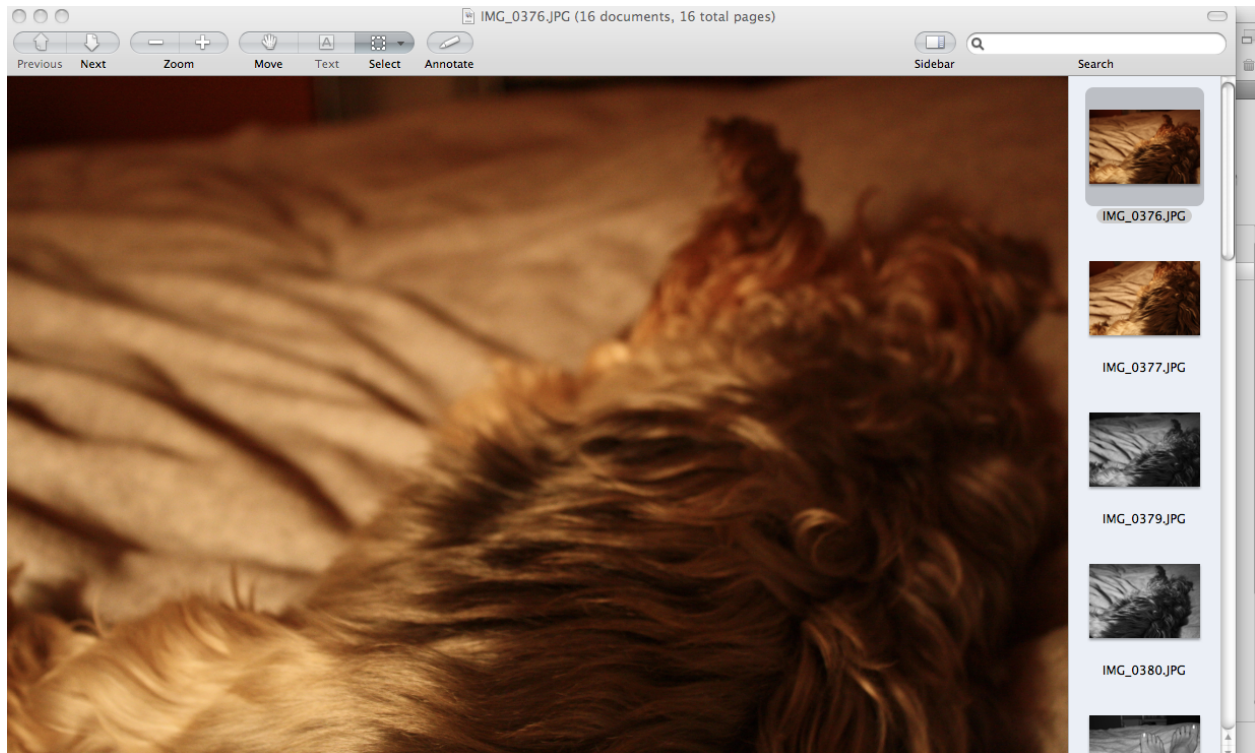 IMG_0376.JPG (16 documents, 16 total pages)
A
Previous Next Zoom Move Text Select Annotate Sidebar Search
IMG_0376.JPG
IMG_0377.JPG
IMG_0379.JPG
IMG_0380.JPG